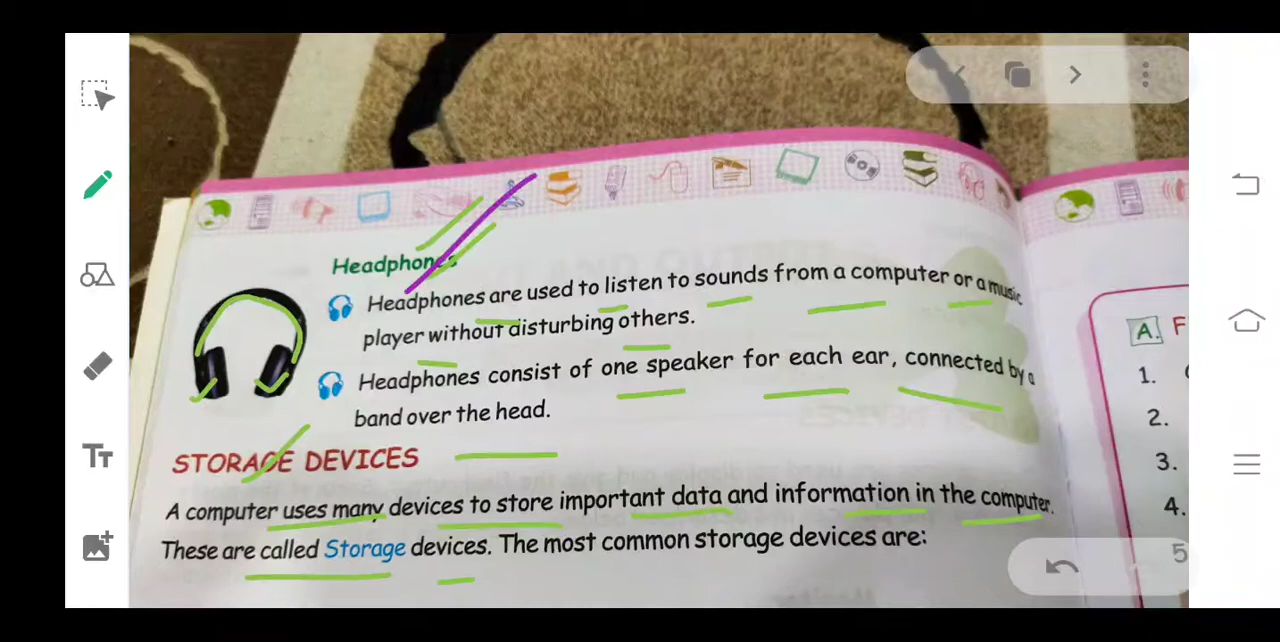 Headphones
Headphones are used to listen to sounds from a computer or a music
player without disturbing others.
Headphones consist of one speaker for each ear, connected by a
band over the head.
STORAGE DEVICES
A computer uses many devices to store important data and information in the computer.
These are called Storage devices. The most common storage devices are:
A. F
1.
2.
3.
4.
5
TT